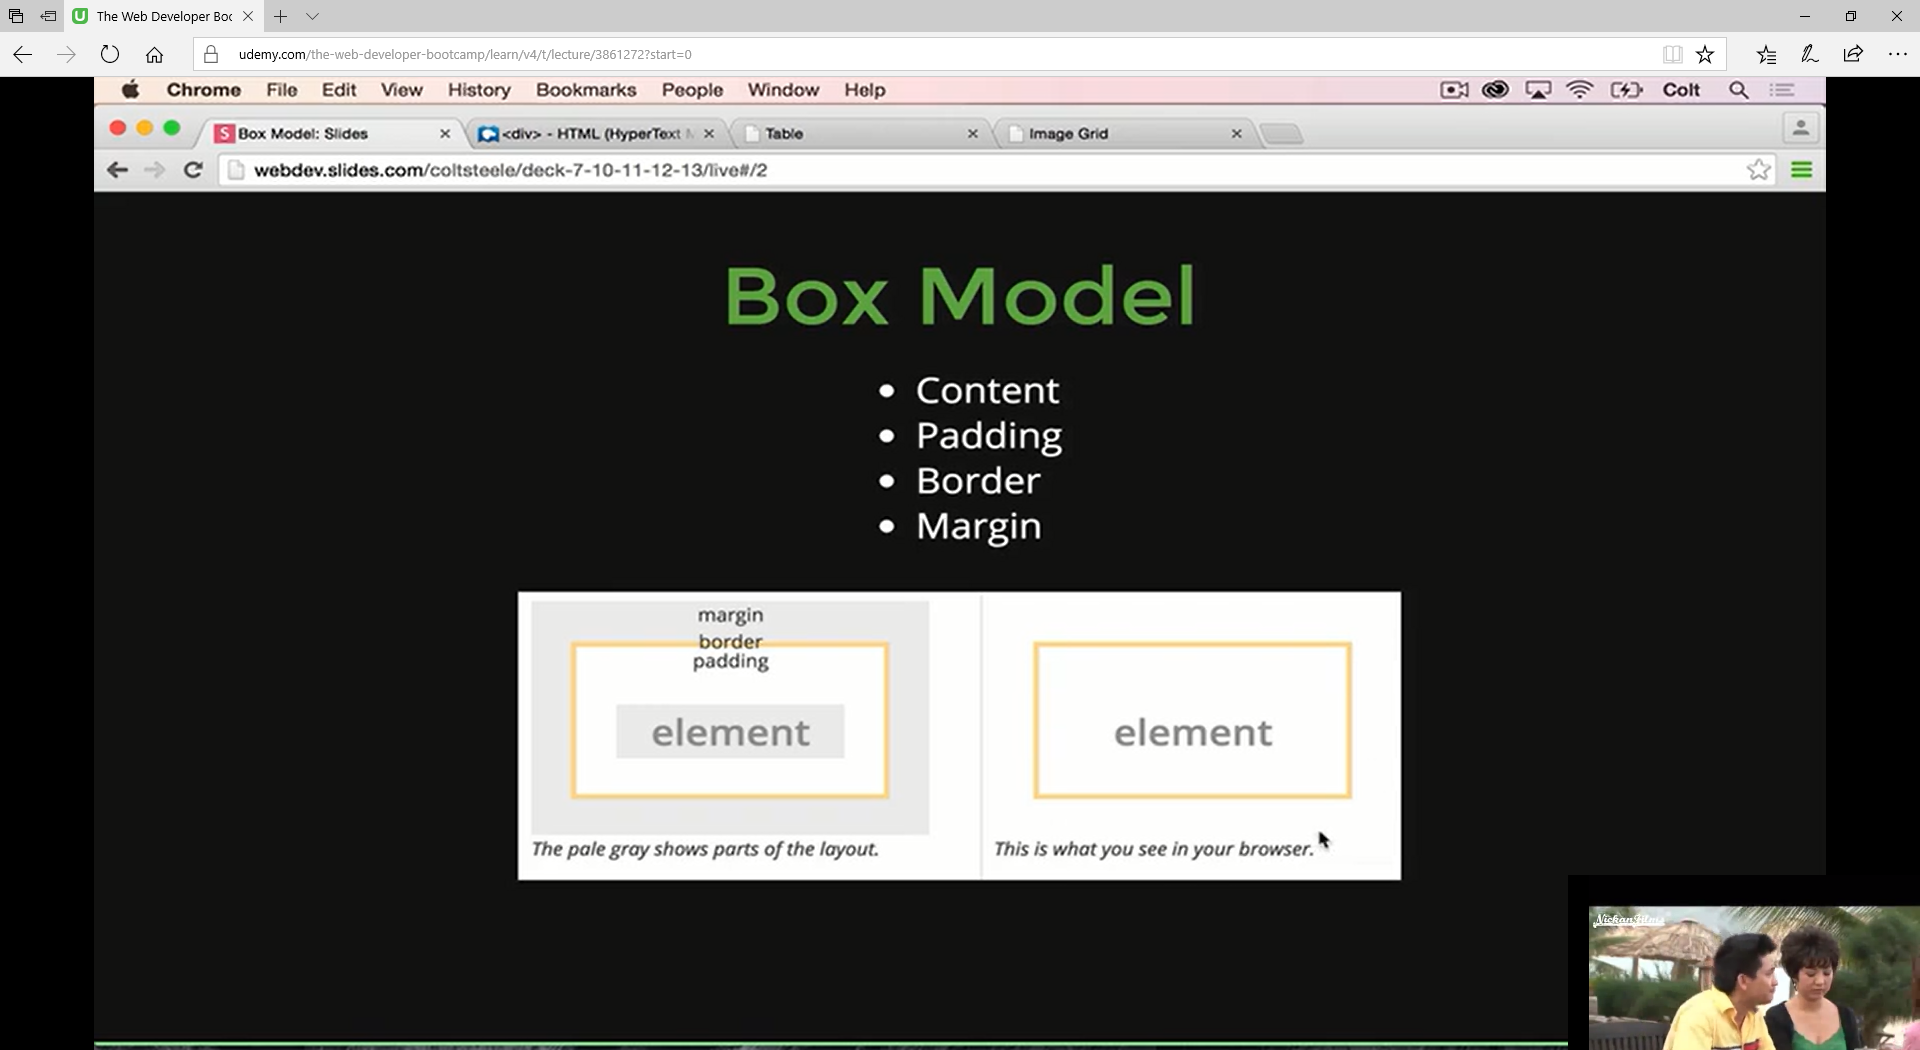 The Web Developer Boo
udemy.com/the-web-developer-bootcamp/learn/v4/t/lecture/3861272?start=0
Chrome File Edit View History Bookmarks People Window Help Colt
Box Model: Slides <div> - HTML (HyperText M Table Image Grid
webdev.slides.com/coltsteele/deck-7-10-11-12-13/live#/2
Box Model
Content
Padding
Border
Margin
margin
border
padding
element
The pale gray shows parts of the layout.
element
This is what you see in your browser.
NickanFilms